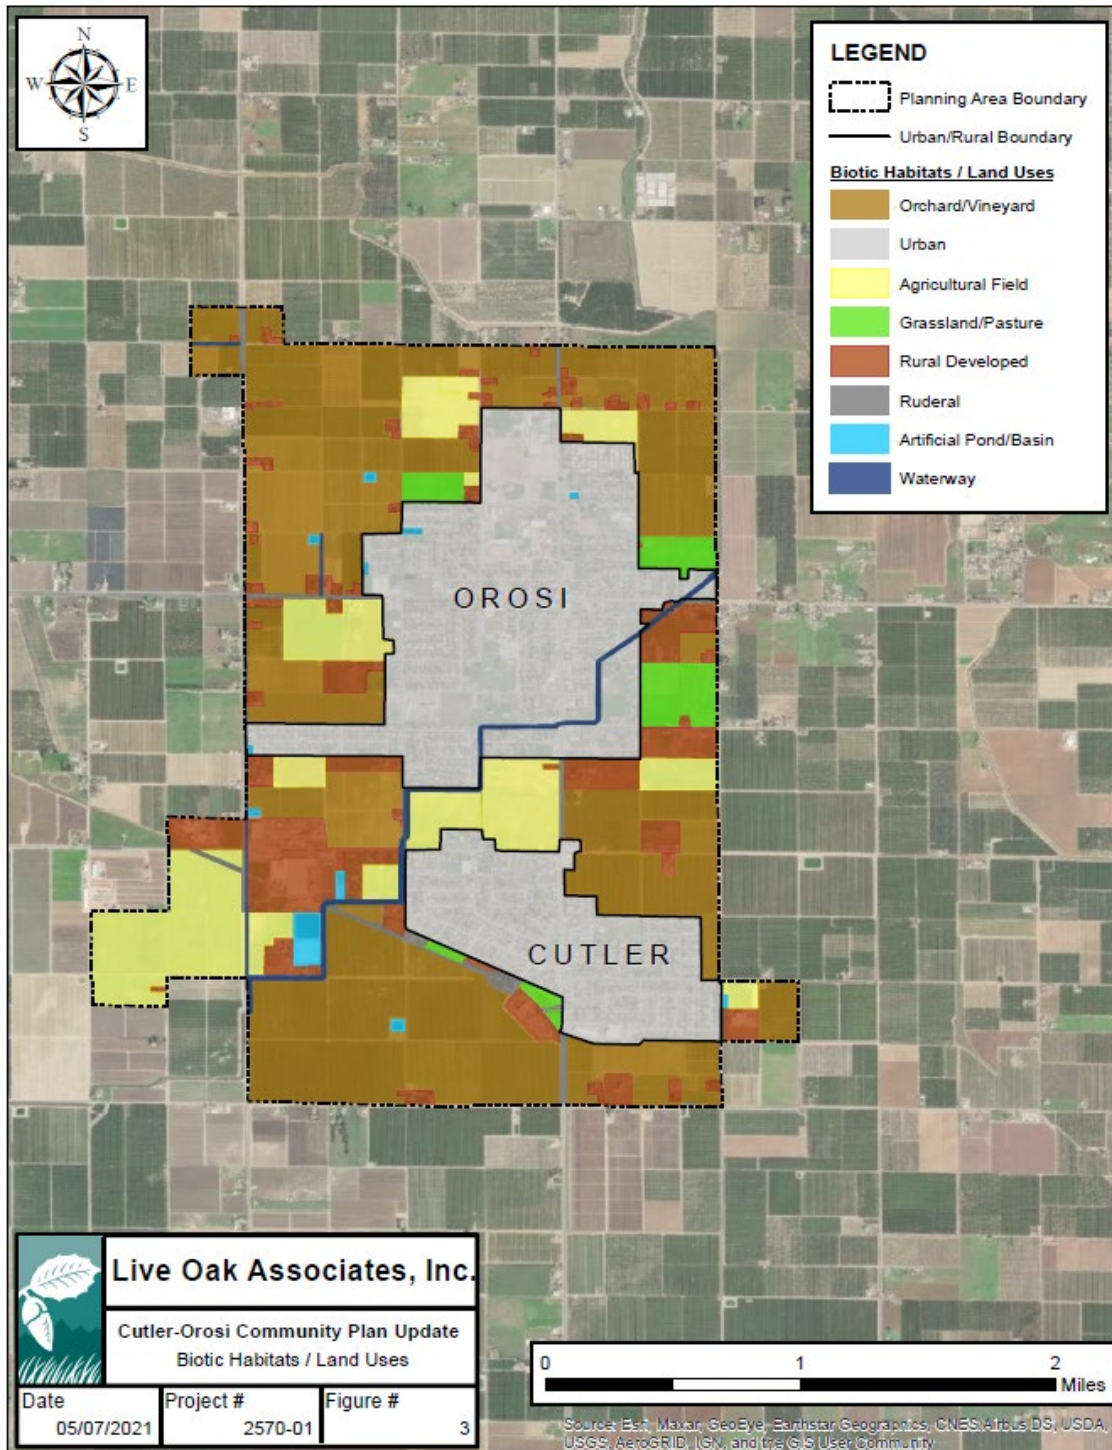 N
W E
S
LEGEND
Planning Area Boundary
Urban/Rural Boundary
Biotic Habitats / Land Uses
Orchard/Vineyard
Urban
Agricultural Field
Grassland/Pasture
Rural Developed
Ruderal
Artificial Pond/Basin
Waterway
OROSI
CUTLER
Live Oak Associates, Inc.
Cutler-Orosi Community Plan Update
Biotic Habitats / Land Uses
Date Project # Figure #
05/07/2021 2570-01 3
0 1 2
Miles
Source: Esri, Maxar, GeoEye, Earthstar Geographics, CNES/Airbus DS, USDA,
USGS, AeroGRID, IGN, and the GIS User Community